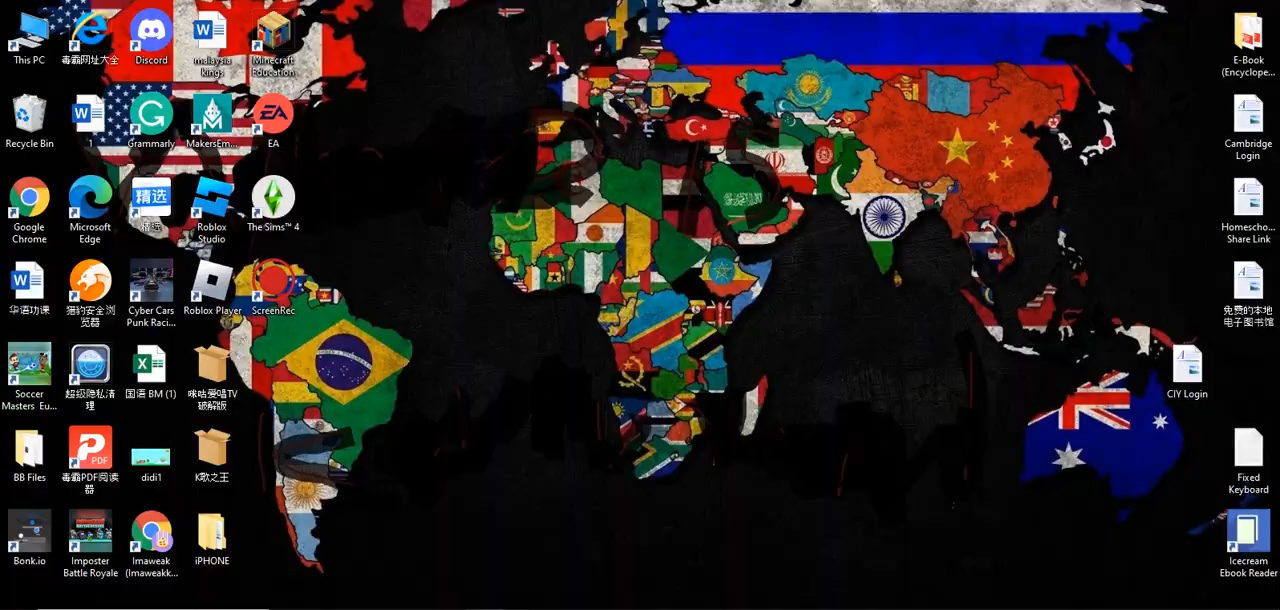 This PC
毒霸网址大全
Discord
malaysia
kings
Minecraft
Education
E-Book
(Encyclope...
Recycle Bin
1
Grammarly
MakersEm...
EA
Cambridge
Login
Google
Chrome
Microsoft
Edge
精选
精选
Roblox
Studio
The Sims™ 4
Homescho...
Share Link
华语功课
猎豹安全浏
览器
Cyber Cars
Punk Raci...
Roblox Player
ScreenRec
免费的本地
电子图书馆
Soccer
Masters Eu...
超级隐私清
理
国语 BM (1)
咪咕爱唱TV
破解版
CIY Login
BB Files
PDF
毒霸PDF阅读
器
didi1
K歌之王
Fixed
Keyboard
Bonk.io
Imposter
Battle Royale
Imaweak
(Imaweakk...
iPHONE
Icecream
Ebook Reader